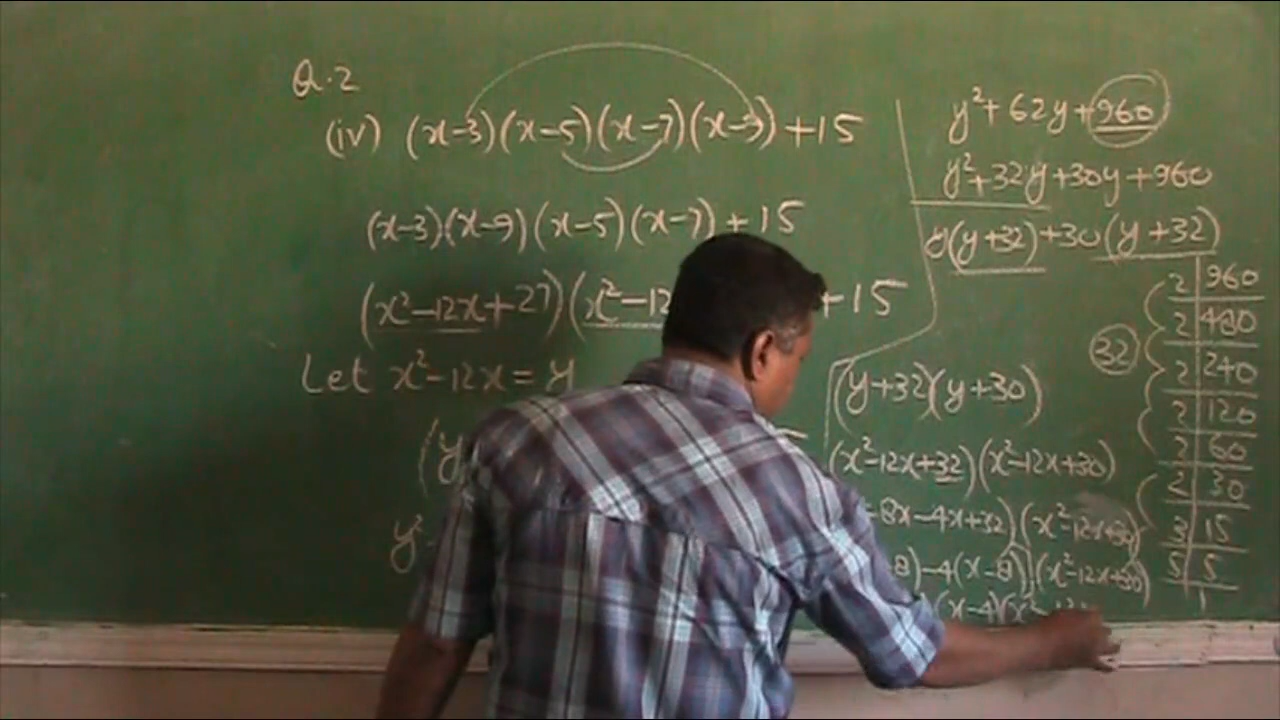 Q.2
(iv) (x-3)(x-5)(x-7)(x-9)+15
(x-3)(x-9)(x-5)(x-7)+15
(x²-12x+27)(x²-12 +15
Let x²-12x=y
(y
y²
y²+62y+960
y²+32y+30y+960
y(y+32)+30(y+32)
(y+32)(y+30)
(x²-12x+32)(x²-12x+30)
-8x-4x+32)(x²-12x+30)
8)-4(x-8)](x²-12x+30)
(x-4)(x²-12
32
2 960
2 480
2 240
2 120
2 60
2 30
3 15
5 5
1